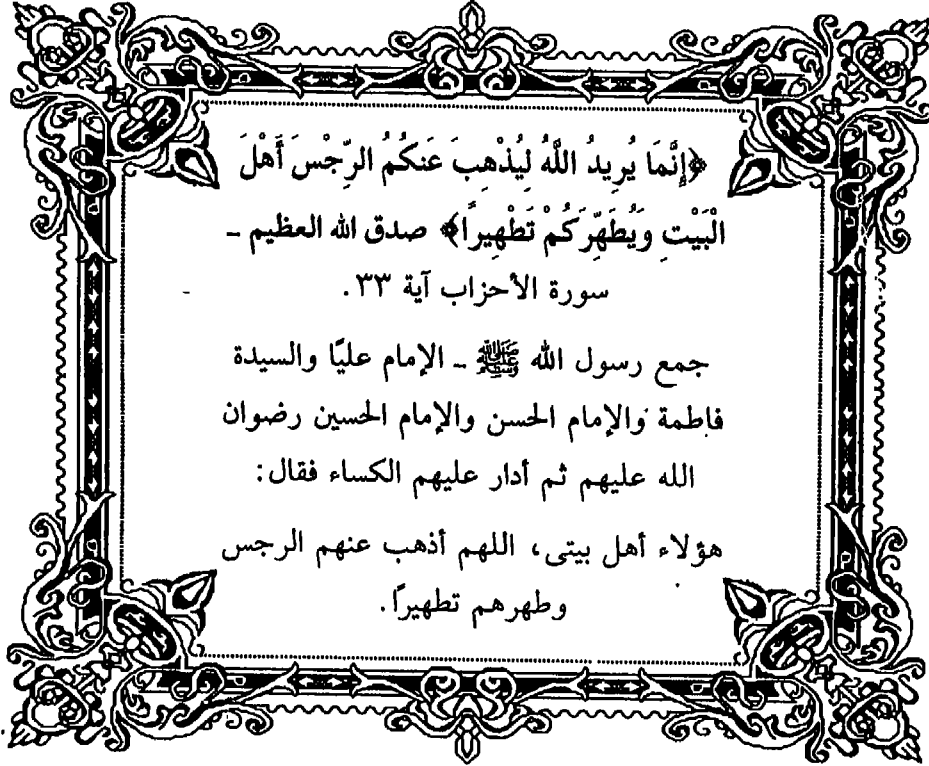 ﴿إِنَّمَا يُرِيدُ اللَّهُ لِيُذْهِبَ عَنكُمُ الرِّجْسَ أَهْلَ
الْبَيْتِ وَيُطَهِّرَكُمْ تَطْهِيرًا﴾ صدق الله العظيم -
سورة الأحزاب آية ٣٣.
جمع رسول الله ﷺ - الإمام عليًا والسيدة
فاطمة والإمام الحسن والإمام الحسين رضوان
الله عليهم ثم أدار عليهم الكساء فقال:
هؤلاء أهل بيتى، اللهم أذهب عنهم الرجس
وطهرهم تطهيرًا.